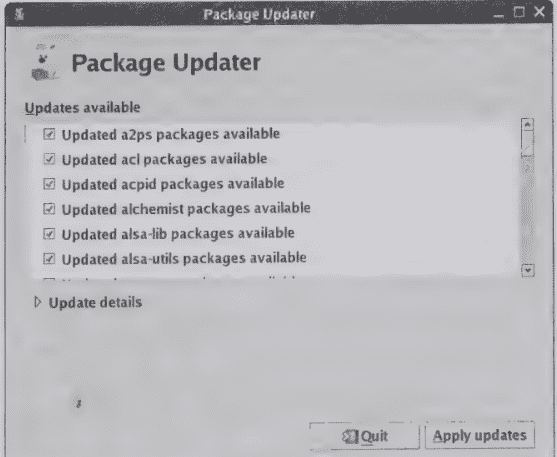 Package Updater
Package Updater
Updates available
Updated a2ps packages available
Updated acl packages available
Updated acpid packages available
Updated alchemist packages available
Updated alsa-lib packages available
Updated alsa-utils packages available
Update details
Quit
Apply updates